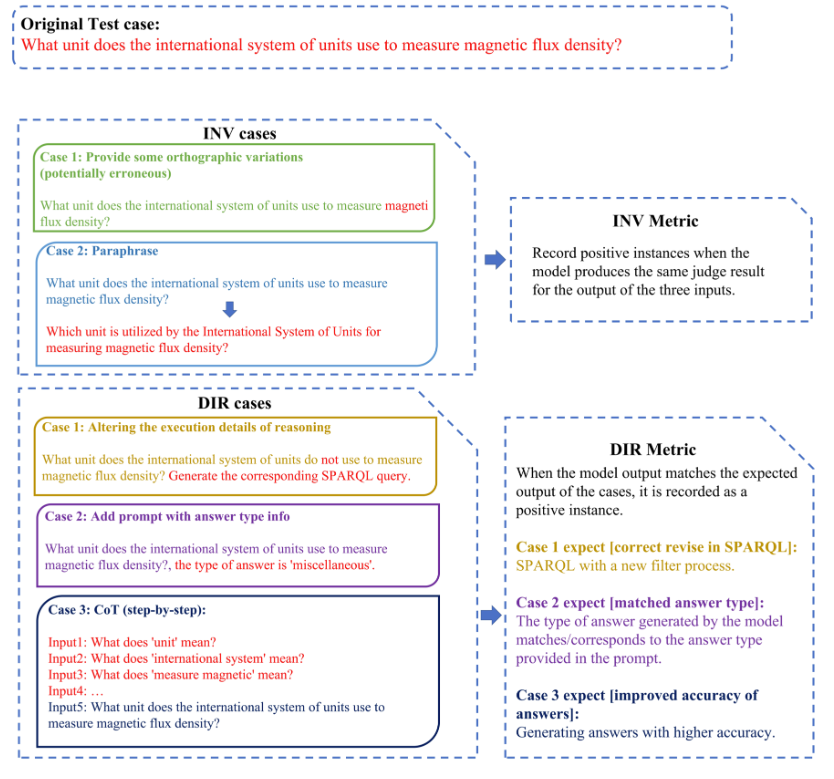 Original Test case:
What unit does the international system of units use to measure magnetic flux density?
INV cases
Case 1: Provide some orthographic variations
(potentially erroneous)
What unit does the international system of units use to measure magneti
flux density?
Case 2: Paraphrase
What unit does the international system of units use to measure
magnetic flux density?
Which unit is utilized by the International System of Units for
measuring magnetic flux density?
INV Metric
Record positive instances when the
model produces the same judge result
for the output of the three inputs.
DIR cases
Case 1: Altering the execution details of reasoning
What unit does the international system of units do not use to measure
magnetic flux density? Generate the corresponding SPARQL query.
Case 2: Add prompt with answer type info
What unit does the international system of units use to measure
magnetic flux density?, the type of answer is 'miscellaneous'.
Case 3: CoT (step-by-step):
Input1: What does 'unit' mean?
Input2: What does 'international system' mean?
Input3: What does 'measure magnetic' mean?
Input4: …
Input5: What unit does the international system of units use to
measure magnetic flux density?
DIR Metric
When the model output matches the expected
output of the cases, it is recorded as a
positive instance.
Case 1 expect [correct revise in SPARQL]:
SPARQL with a new filter process.
Case 2 expect [matched answer type]:
The type of answer generated by the model
matches/corresponds to the answer type
provided in the prompt.
Case 3 expect [improved accuracy of
answers]:
Generating answers with higher accuracy.